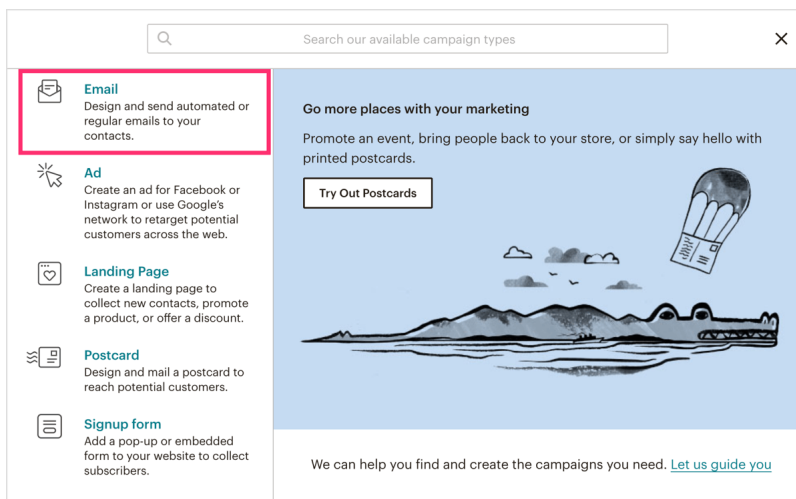 Search our available campaign types
Email
Design and send automated or
regular emails to your
contacts.
Ad
Create an ad for Facebook or
Instagram or use Google's
network to retarget potential
customers across the web.
Landing Page
Create a landing page to
collect new contacts, promote
a product, or offer a discount.
Postcard
Design and mail a postcard to
reach potential customers.
Signup form
Add a pop-up or embedded
form to your website to collect
subscribers.
Go more places with your marketing
Promote an event, bring people back to your store, or simply say hello with
printed postcards.
Try Out Postcards
We can help you find and create the campaigns you need. Let us guide you